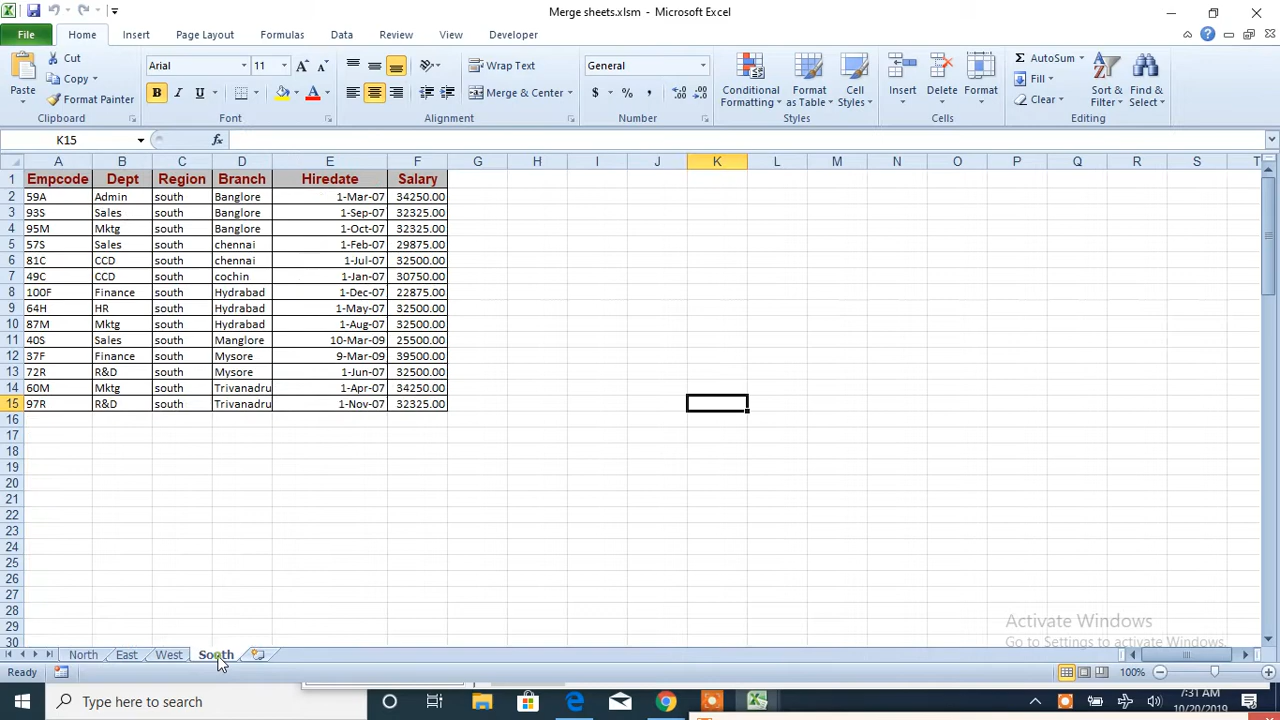 Merge sheets.xlsm - Microsoft Excel
File Home Insert Page Layout Formulas Data Review View Developer
Paste
Cut
Copy
Format Painter
Clipboard
Arial 11
B I U A
Font
Wrap Text
Merge & Center
Alignment
General
$ % ,
Number
Conditional Formatting
Format as Table
Cell Styles
Styles
Insert Delete Format
Cells
Σ AutoSum
Fill
Clear
Sort & Filter
Find & Select
Editing
K15 fx
A B C D E F G H I J K L M N O P Q R S T
1 Empcode Dept Region Branch Hiredate Salary
2 59A Admin south Banglore 1-Mar-07 34250.00
3 93S Sales south Banglore 1-Sep-07 32325.00
4 95M Mktg south Banglore 1-Oct-07 32325.00
5 57S Sales south chennai 1-Feb-07 29875.00
6 81C CCD south chennai 1-Jul-07 32500.00
7 49C CCD south cochin 1-Jan-07 30750.00
8 100F Finance south Hydrabad 1-Dec-07 22875.00
9 64H HR south Hydrabad 1-May-07 32500.00
10 87M Mktg south Hydrabad 1-Aug-07 32500.00
11 40S Sales south Manglore 10-Mar-09 25500.00
12 37F Finance south Mysore 9-Mar-09 39500.00
13 72R R&D south Mysore 1-Jun-07 32500.00
14 60M Mktg south Trivanadru 1-Apr-07 34250.00
15 97R R&D south Trivanadru 1-Nov-07 32325.00
16
17
18
19
20
21
22
23
24
25
26
27
28
29
30
Activate Windows
Go to Settings to activate Windows.
North East West South
Ready 100%
Type here to search
7:31 AM
10/20/2019